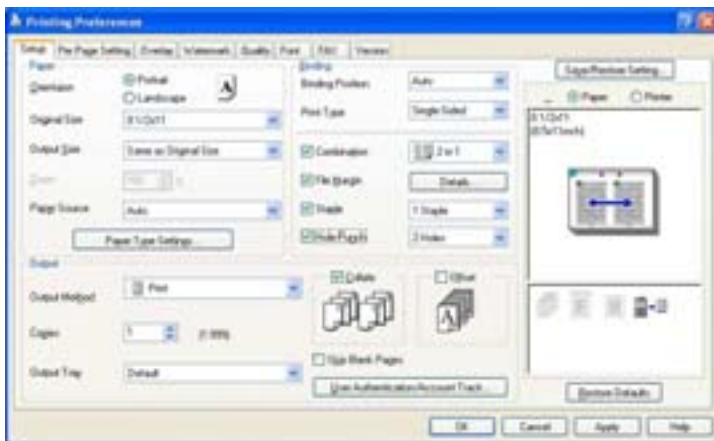 Printing Preferences
Setup Per Page Setting Overlay Watermark Quality Font Version
Paper
Orientation
Portrait
Landscape
Original Size 8 1/2x11
Output Size Same as Original Size
Zoom
Paper Source Auto
Paper Type Settings...
Binding
Binding Position Auto
Print Type Single Sided
Combination 2 in 1
File Margin Details...
Staple 1 Staple
Hole Punch 2 Holes
Output
Output Method Print
Copies 1
Output Tray Default
Collate
Offset
Skip Blank Pages
User Authentication/Account Track...
Save/Restore Setting...
Paper Printer
8 1/2x11
Restore Defaults
OK Cancel Apply Help